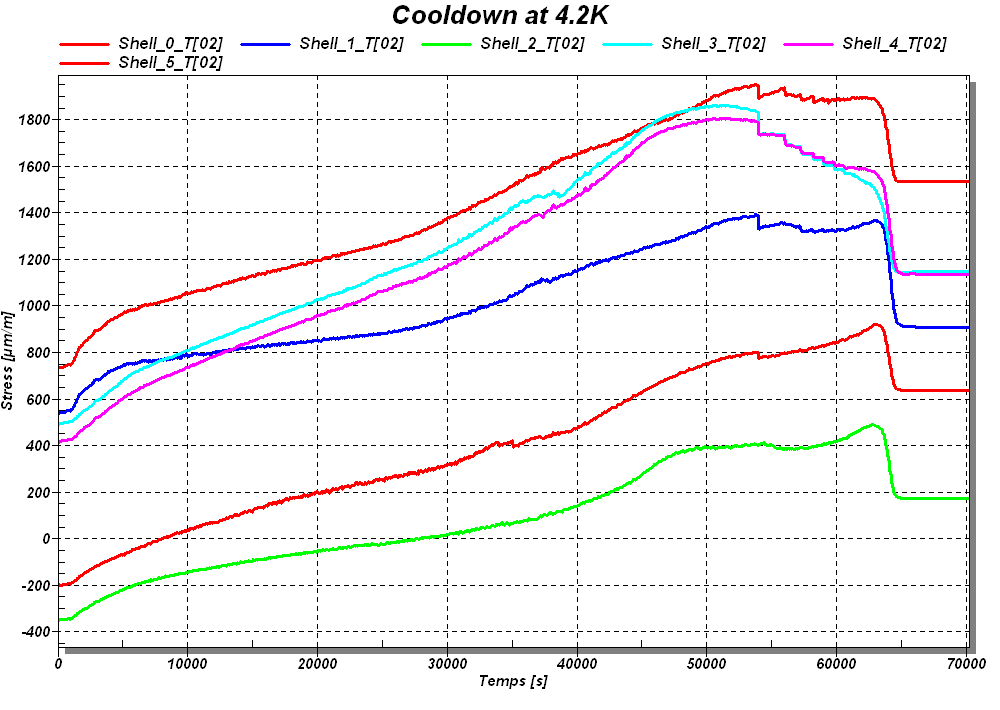 Cooldown at 4.2K
Shell_0_T[02] Shell_1_T[02] Shell_2_T[02] Shell_3_T[02] Shell_4_T[02]
Shell_5_T[02]
1800
1600
1400
1200
1000
800
600
400
200
0
-200
-400
Stress [µm/m]
0 10000 20000 30000 40000 50000 60000 70000
Temps [s]